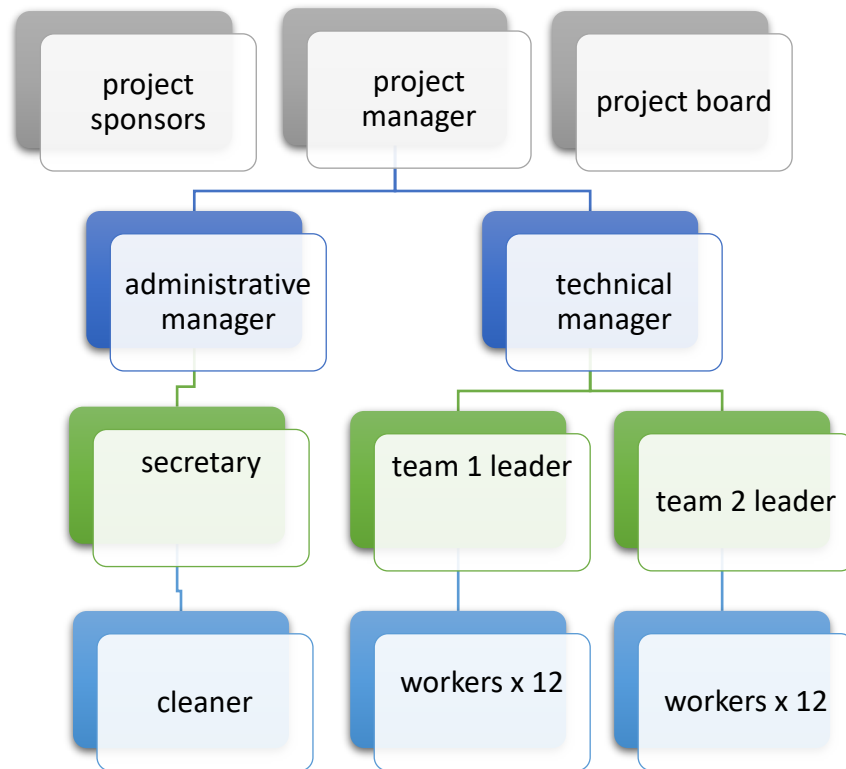 project
sponsors
project
manager
project board
administrative
manager
technical
manager
secretary
team 1 leader
team 2 leader
cleaner
workers x 12
workers x 12